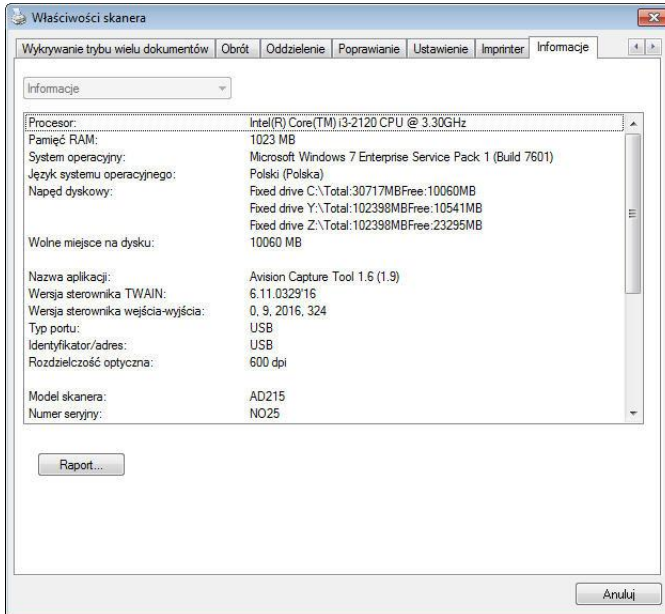 Właściwości skanera
Wykrywanie trybu wielu dokumentów Obrót Oddzielenie Poprawianie Ustawienie Imprinter Informacje
Informacje
Procesor: Intel(R) Core(TM) i3-2120 CPU @ 3.30GHz
Pamięć RAM: 1023 MB
System operacyjny: Microsoft Windows 7 Enterprise Service Pack 1 (Build 7601)
Język systemu operacyjnego: Polski (Polska)
Napęd dyskowy: Fixed drive C:\Total:30717MBFree:10060MB
Fixed drive Y:\Total:102398MBFree:10541MB
Fixed drive Z:\Total:102398MBFree:23295MB
Wolne miejsce na dysku: 10060 MB
Nazwa aplikacji: Avision Capture Tool 1.6 (1.9)
Wersja sterownika TWAIN: 6.11.0329'16
Wersja sterownika wejścia-wyjścia: 0, 9, 2016, 324
Typ portu: USB
Identyfikator/adres: USB
Rozdzielczość optyczna: 600 dpi
Model skanera: AD215
Numer seryjny: NO25
Raport...
Anuluj